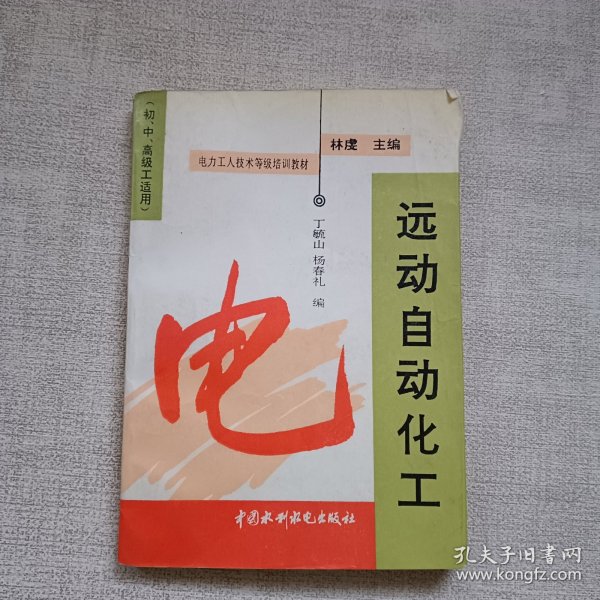 （初、中、高级工适用）
林虔 主编
电力工人技术等级培训教材
丁毓山 杨春礼 编
远动自动化工
电
中国水利水电出版社
孔夫子旧书网
www.kongfz.com